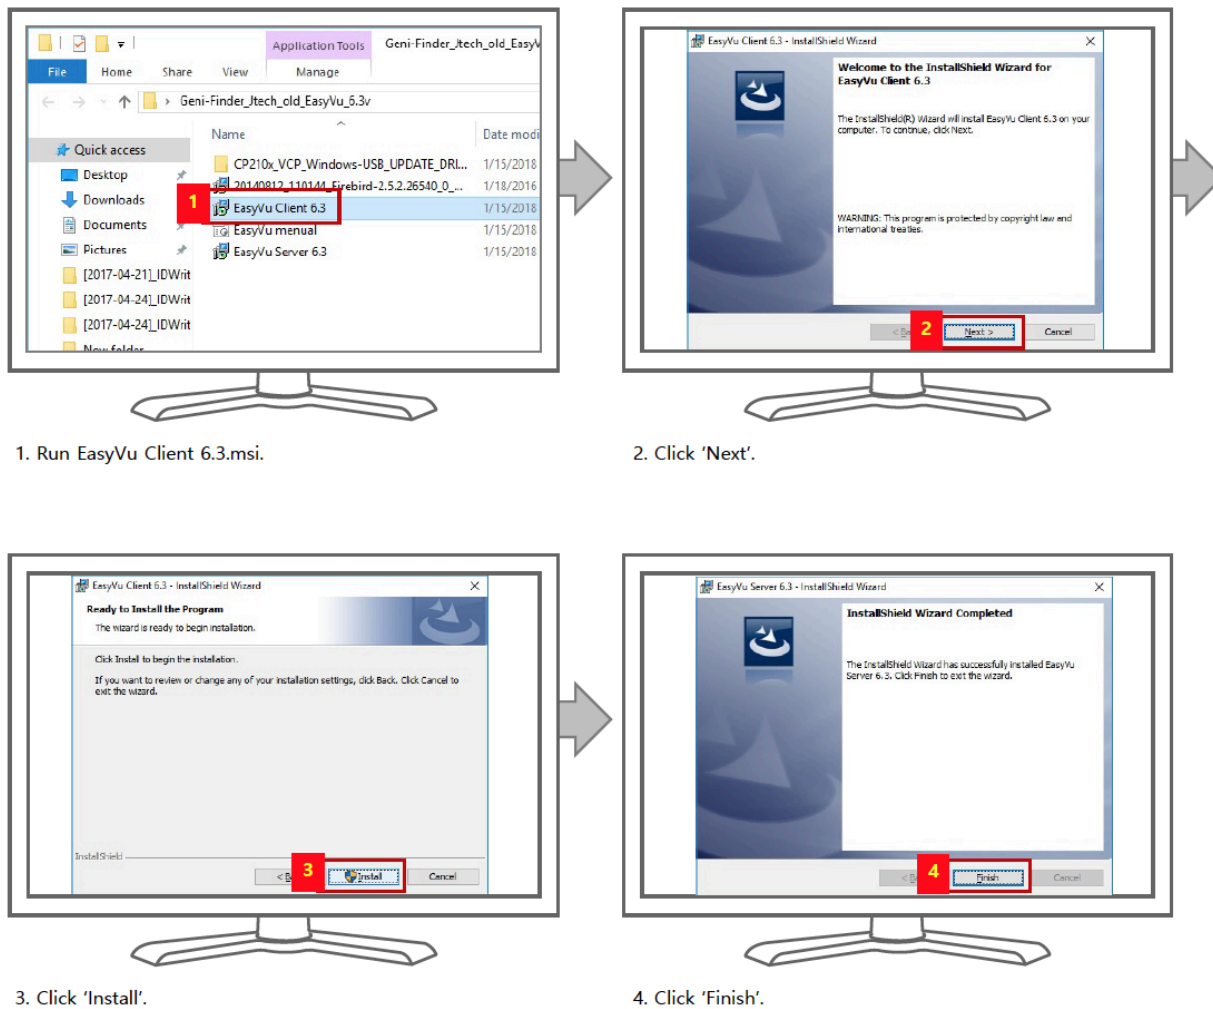 Application Tools
Geni-Finder_Jtech_old_EasyV
File Home Share View Manage
Geni-Finder_Jtech_old_EasyVu_6.3v
Name Date modi
Quick access
Desktop
Downloads
Documents
Pictures
[2017-04-21]_IDWrit
[2017-04-24]_IDWrit
[2017-04-24]_IDWrit
New folder
CP210x_VCP_Windows-USB_UPDATE_DRI... 1/15/2018
20140812_110144_Firebird-2.5.2.26540_0_... 1/18/2016
1 EasyVu Client 6.3 1/15/2018
EasyVu menual 1/15/2018
EasyVu Server 6.3 1/15/2018
1. Run EasyVu Client 6.3.msi.
EasyVu Client 6.3 - InstallShield Wizard
Welcome to the InstallShield Wizard for
EasyVu Client 6.3
The InstallShield(R) Wizard will install EasyVu Client 6.3 on your
computer. To continue, click Next.
WARNING: This program is protected by copyright law and
international treaties.
2 Next > Cancel
2. Click ‘Next’.
EasyVu Client 6.3 - InstallShield Wizard
Ready to Install the Program
The wizard is ready to begin installation.
Click Install to begin the installation.
If you want to review or change any of your installation settings, click Back. Click Cancel to
exit the wizard.
InstallShield
3 Install Cancel
3. Click ‘Install’.
EasyVu Server 6.3 - InstallShield Wizard
InstallShield Wizard Completed
The InstallShield Wizard has successfully installed EasyVu
Server 6.3. Click Finish to exit the wizard.
4 Finish Cancel
4. Click ‘Finish’.